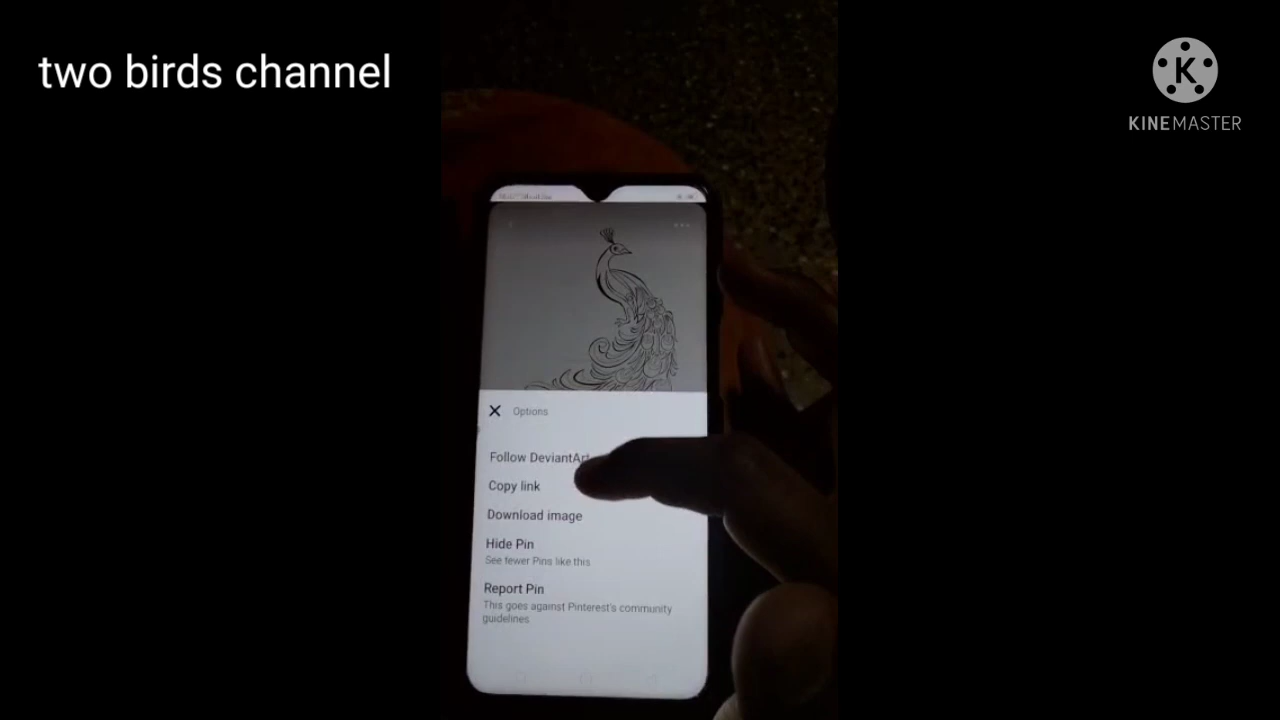 two birds channel
K
KINEMASTER
Options
Follow DeviantArt
Copy link
Download image
Hide Pin
See fewer Pins like this
Report Pin
This goes against Pinterest's community
guidelines